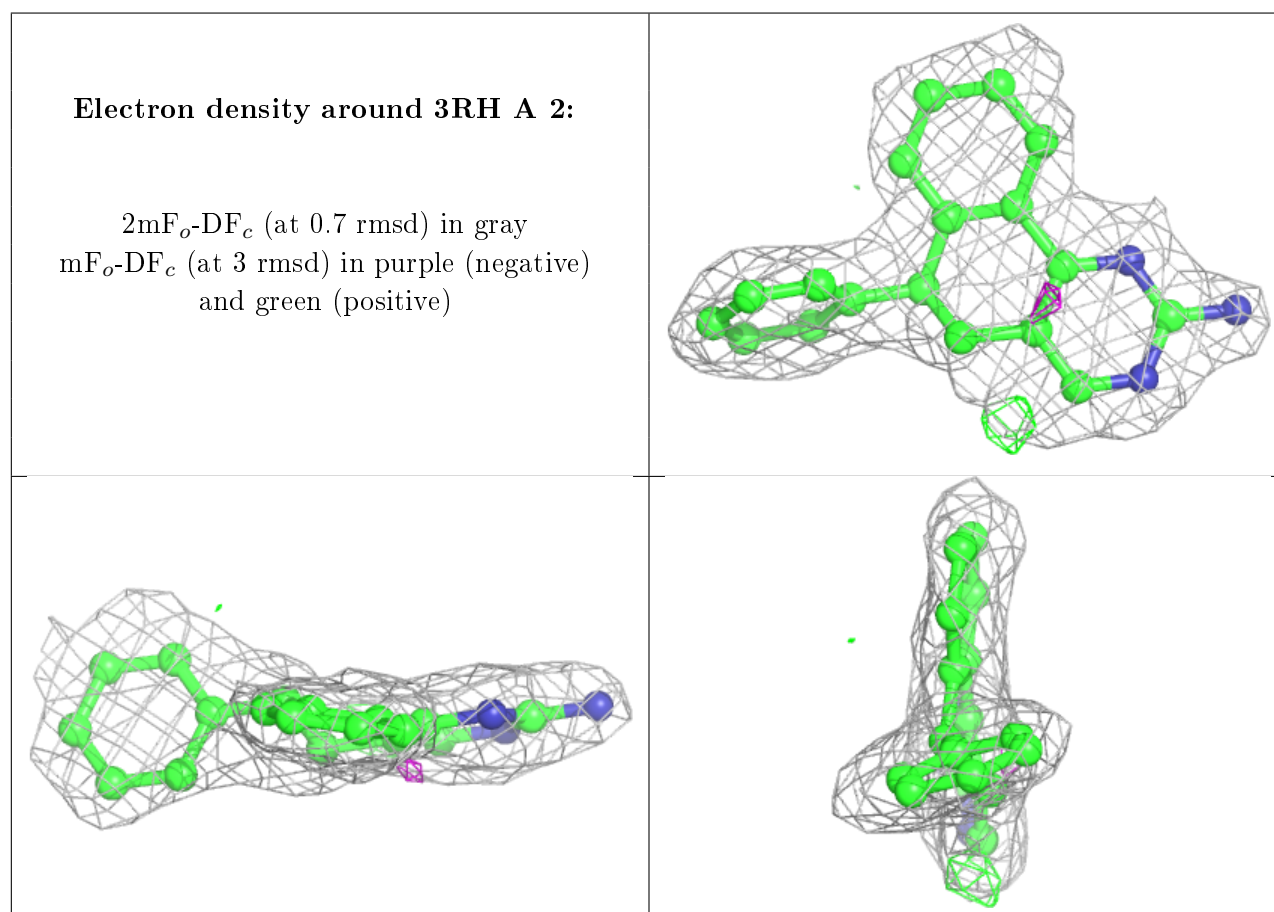 Electron density around 3RH A 2:
2mFo-DFc (at 0.7 rmsd) in gray
mFo-DFc (at 3 rmsd) in purple (negative)
and green (positive)